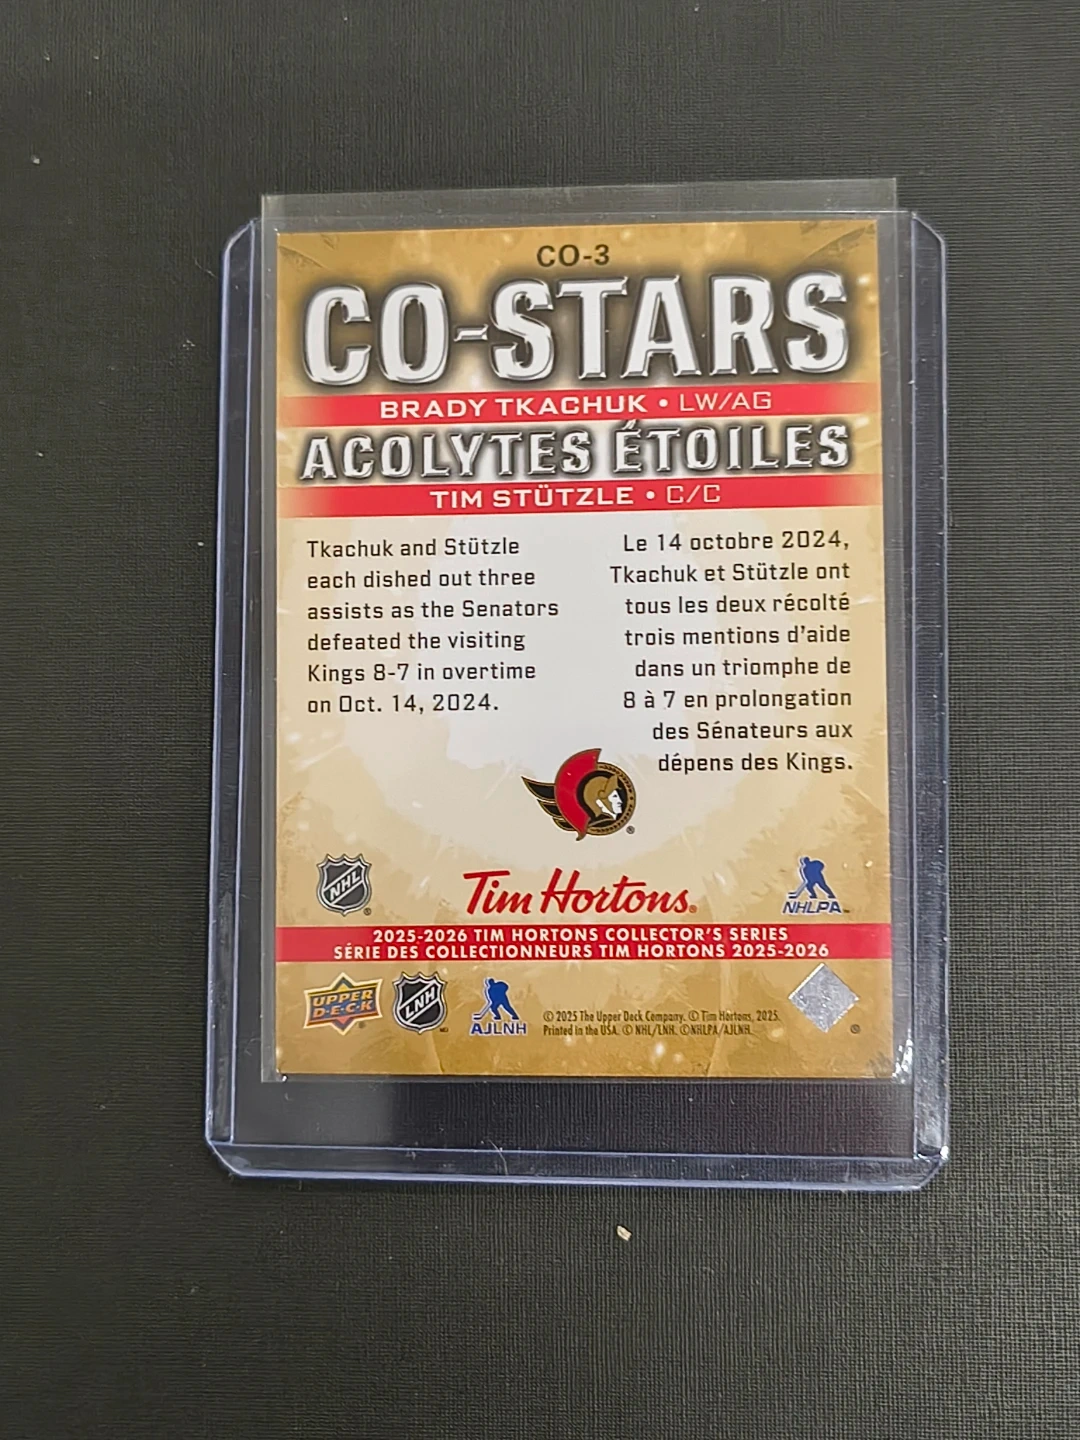 CO-3
CO-STARS
BRADY TKACHUK • LW/AG
ACOLYTES ÉTOILES
TIM STÜTZLE • C/C
Tkachuk and Stützle
each dished out three
assists as the Senators
defeated the visiting
Kings 8-7 in overtime
on Oct. 14, 2024.
Le 14 octobre 2024,
Tkachuk et Stützle ont
tous les deux récolté
trois mentions d'aide
dans un triomphe de
8 à 7 en prolongation
des Sénateurs aux
dépens des Kings.
NHL
Tim Hortons
NHLPA
2025-2026 TIM HORTONS COLLECTOR'S SERIES
SÉRIE DES COLLECTIONNEURS TIM HORTONS 2025-2026
UPPER
D·E·C·K
LNH
AJLNH
© 2025 The Upper Deck Company. © Tim Hortons, 2025.
Printed in the USA. © NHL/LNH. ©NHLPA/AJLNH.